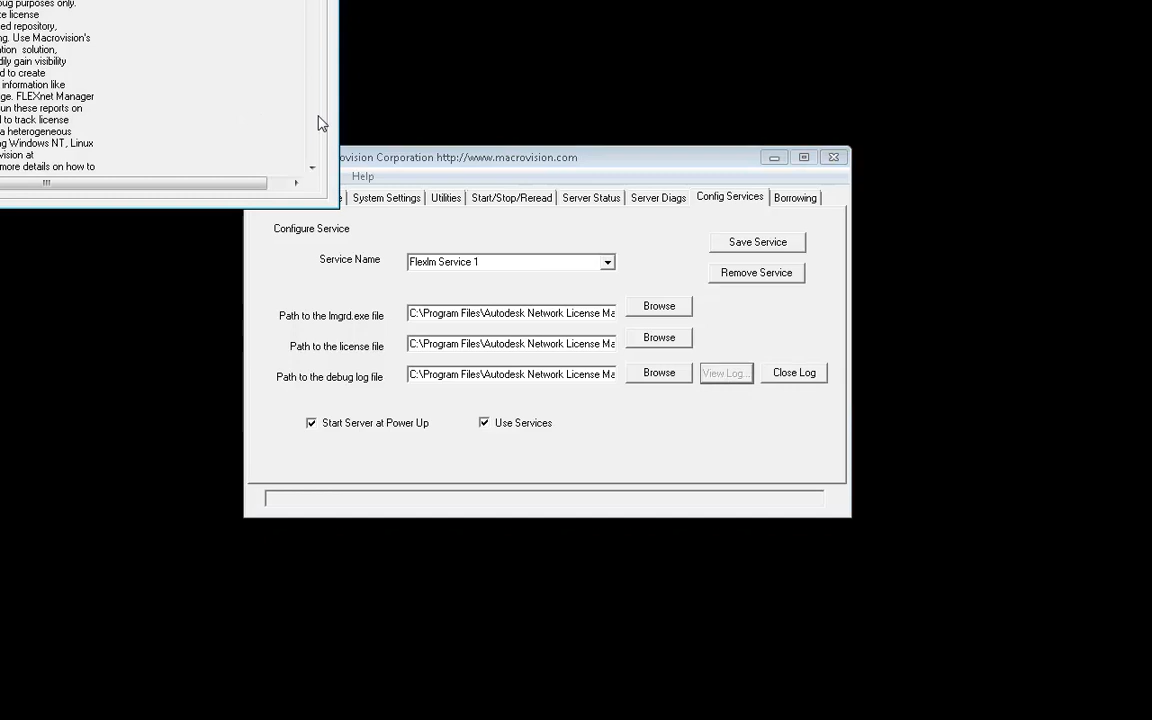 bug purposes only.
te license
ed repository,
ng. Use Macrovision's
ation solution,
dily gain visibility
d to create
information like
ge. FLEXnet Manager
un these reports on
l to track license
a heterogeneous
ng Windows NT, Linux
vision at
more details on how to
ovision Corporation http://www.macrovision.com
Help
System Settings Utilities Start/Stop/Reread Server Status Server Diags Config Services Borrowing
Configure Service
Save Service
Service Name Flexlm Service 1
Remove Service
Path to the lmgrd.exe file C:\Program Files\Autodesk Network License Ma Browse
Path to the license file C:\Program Files\Autodesk Network License Ma Browse
Path to the debug log file C:\Program Files\Autodesk Network License Ma Browse View Log... Close Log
Start Server at Power Up Use Services